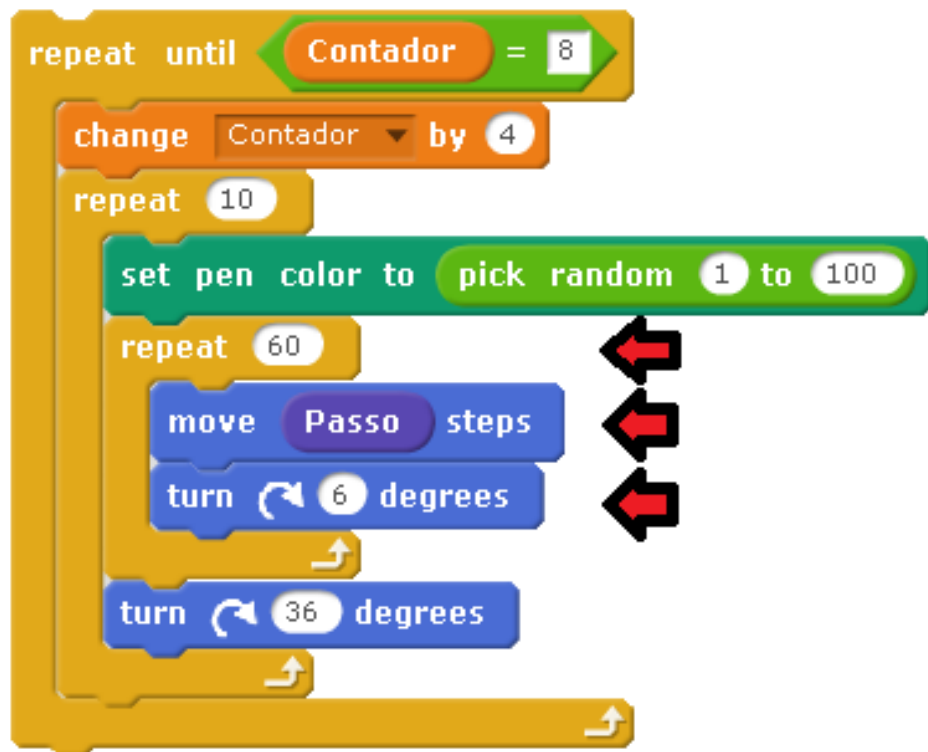 repeat until Contador = 8
change Contador by 4
repeat 10
set pen color to pick random 1 to 100
repeat 60
move Passo steps
turn 6 degrees
turn 36 degrees